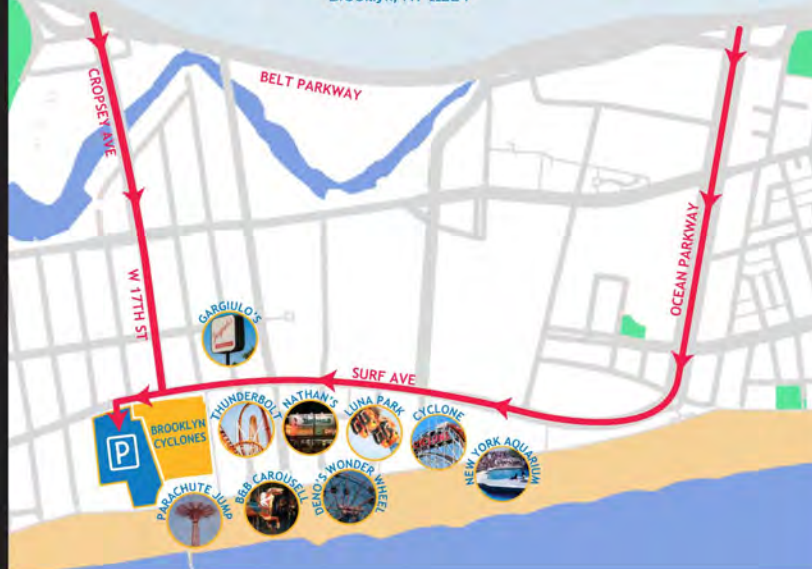 BELT PARKWAY
CROPSEY AVE
OCEAN PARKWAY
W 17TH ST
GARGIULO'S
SURF AVE
THUNDERBOLT
NATHAN'S
LUNA PARK
CYCLONE
NEW YORK AQUARIUM
P
BROOKLYN
CYCLONES
PARACHUTE JUMP
B&B CAROUSELL
DENO'S WONDER WHEEL